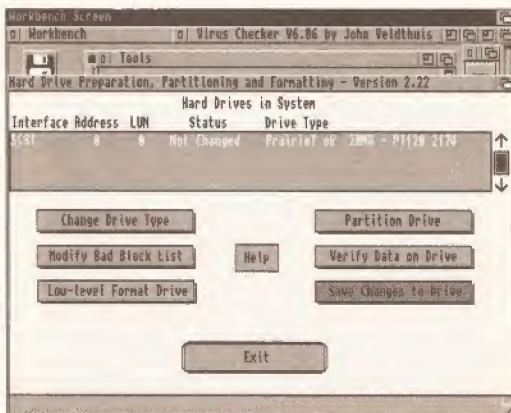 Workbench Screen
Workbench
Virus Checker V6.06 by John Veldthuis
Tools
Hard Drive Preparation, Partitioning and Formatting - Version 2.22
Hard Drives in System
Interface Address LUN Status Drive Type
SCSI 0 0 Not Changed
Change Drive Type
Partition Drive
Modify Bad Block List
Help
Verify Data on Drive
Low-level Format Drive
Save Changes to Drive
Exit